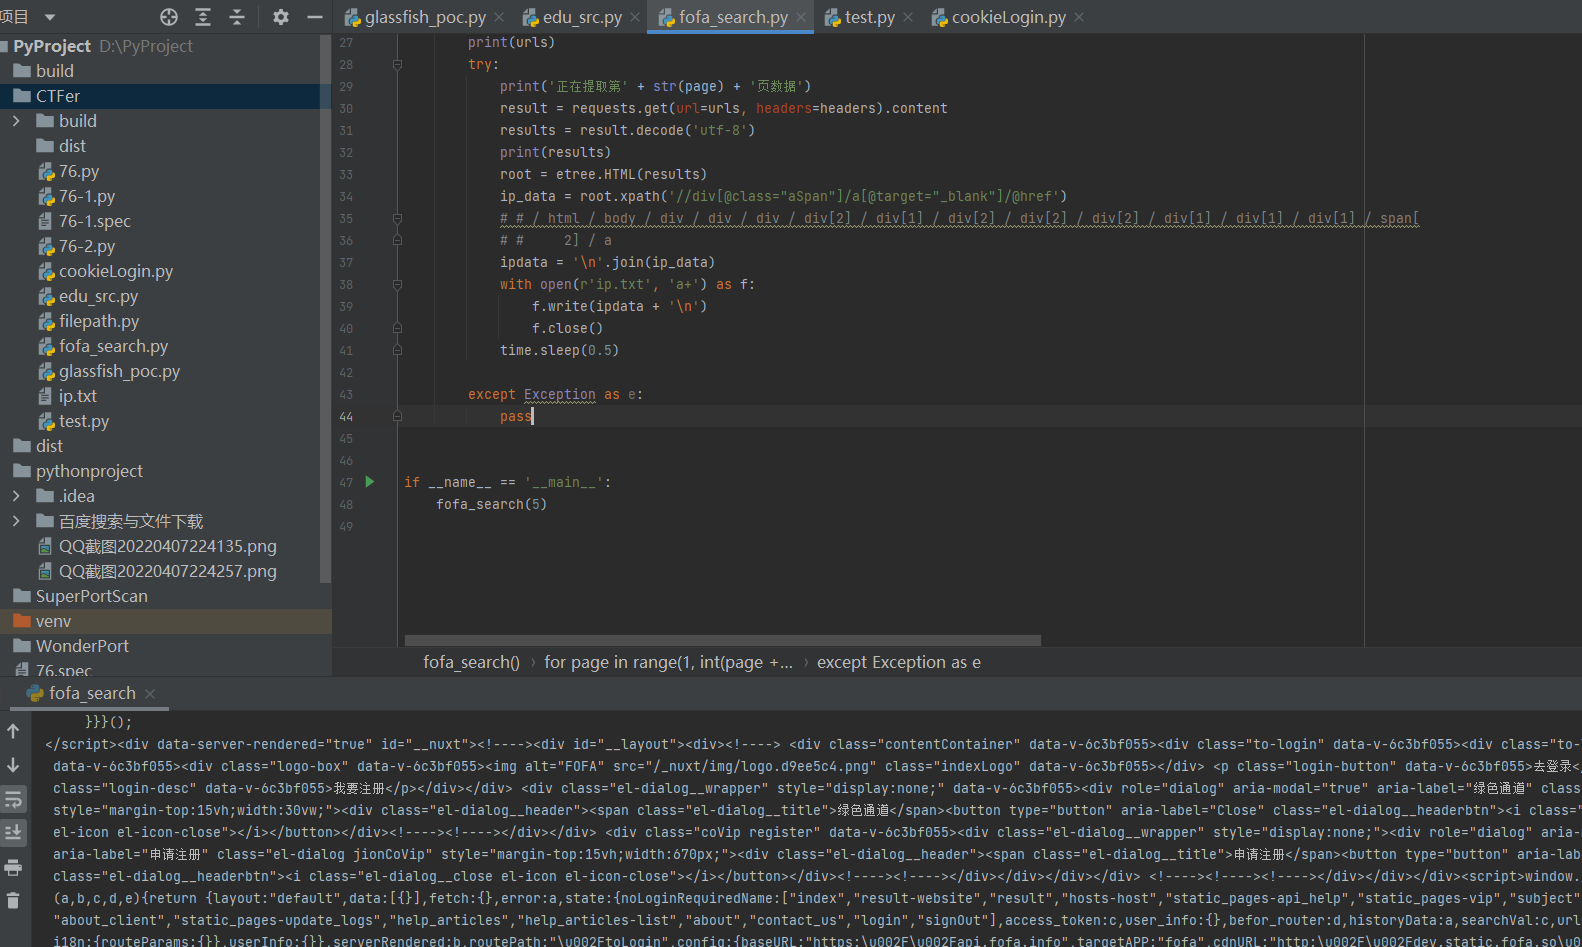 项目
PyProject D:\PyProject
build
CTFer
build
dist
76.py
76-1.py
76-1.spec
76-2.py
cookieLogin.py
edu_src.py
filepath.py
fofa_search.py
glassfish_poc.py
ip.txt
test.py
dist
pythonproject
.idea
百度搜索与文件下载
QQ截图20220407224135.png
QQ截图20220407224257.png
SuperPortScan
venv
WonderPort
76.spec
glassfish_poc.py edu_src.py fofa_search.py test.py cookieLogin.py
27 print(urls)
28 try:
29 print('正在提取第' + str(page) + '页数据')
30 result = requests.get(url=urls, headers=headers).content
31 results = result.decode('utf-8')
32 print(results)
33 root = etree.HTML(results)
34 ip_data = root.xpath('//div[@class="aSpan"]/a[@target="_blank"]/@href')
35 # # / html / body / div / div / div / div[2] / div[1] / div[2] / div[2] / div[2] / div[1] / div[1] / div[1] / span[
36 # # 2] / a
37 ipdata = '\n'.join(ip_data)
38 with open(r'ip.txt', 'a+') as f:
39 f.write(ipdata + '\n')
40 f.close()
41 time.sleep(0.5)
42
43 except Exception as e:
44 pass
45
46
47 if __name__ == '__main__':
48 fofa_search(5)
49
fofa_search() › for page in range(1, int(page +... › except Exception as e
fofa_search
}}}();
</script><div data-server-rendered="true" id="__nuxt"><!----><div id="__layout"><div><!----> <div class="contentContainer" data-v-6c3bf055><div class="to-login" data-v-6c3bf055><div class="to-
data-v-6c3bf055><div class="logo-box" data-v-6c3bf055><img alt="FOFA" src="/_nuxt/img/logo.d9ee5c4.png" class="indexLogo" data-v-6c3bf055></div> <p class="login-button" data-v-6c3bf055>去登录<
class="login-desc" data-v-6c3bf055>我要注册</p></div></div> <div class="el-dialog__wrapper" style="display:none;" data-v-6c3bf055><div role="dialog" aria-modal="true" aria-label="绿色通道" clas
style="margin-top:15vh;width:30vw;"><div class="el-dialog__header"><span class="el-dialog__title">绿色通道</span><button type="button" aria-label="Close" class="el-dialog__headerbtn"><i class="
el-icon el-icon-close"></i></button></div><!----><!----></div></div> <div class="coVip register" data-v-6c3bf055><div class="el-dialog__wrapper" style="display:none;"><div role="dialog" aria-
aria-label="申请注册" class="el-dialog jionCoVip" style="margin-top:15vh;width:670px;"><div class="el-dialog__header"><span class="el-dialog__title">申请注册</span><button type="button" aria-lab
class="el-dialog__headerbtn"><i class="el-dialog__close el-icon el-icon-close"></i></button></div><!----><!----></div></div></div></div> <!----><!----></div></div></div><script>window.
(a,b,c,d,e){return {layout:"default",data:[{}],fetch:{},error:a,state:{noLoginRequiredName:["index","result-website","result","hosts-host","static_pages-api_help","static_pages-vip","subject"
"about_client","static_pages-update_logs","help_articles","help_articles-list","about","contact_us","login","signOut"],access_token:c,user_info:{},befor_router:d,historyData:a,searchVal:c,url
i18n:{routeParams:{}},userInfo:{}},serverRendered:b,routePath:"\u002FtoLogin",config:{baseURL:"https:\u002F\u002Fapi.fofa.info",targetAPP:"fofa",cdnURL:"http:\u002F\u002Fdev.static.fofa.so\u0